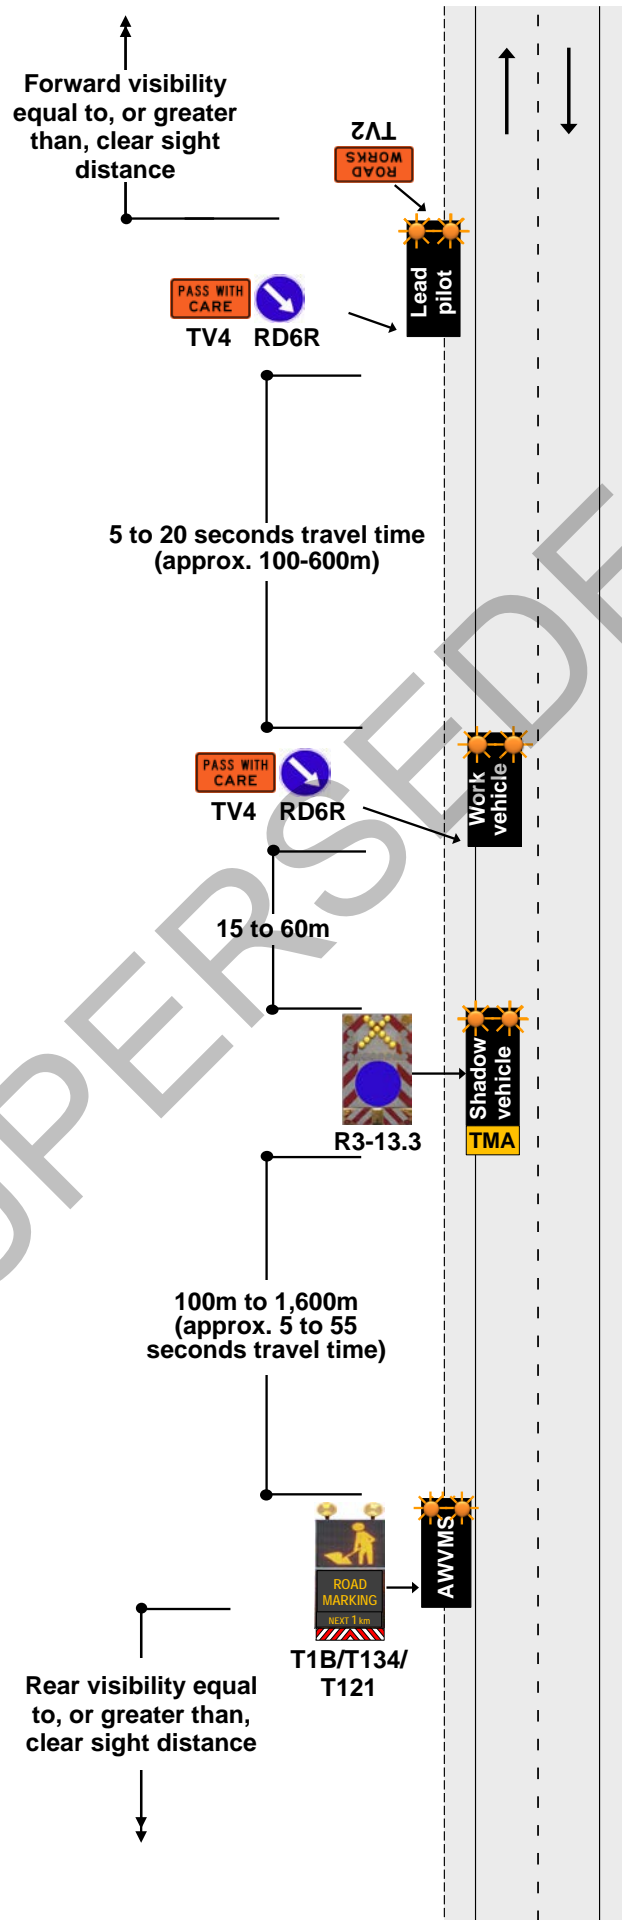 Forward visibility
equal to, or greater
than, clear sight
distance
TV2
ROAD
WORKS
Lead
pilot
PASS WITH
CARE
TV4 RD6R
5 to 20 seconds travel time
(approx. 100-600m)
Work
vehicle
PASS WITH
CARE
TV4 RD6R
15 to 60m
Shadow
vehicle
TMA
R3-13.3
100m to 1,600m
(approx. 5 to 55
seconds travel time)
AWVMS
ROAD
MARKING
NEXT 1 km
T1B/T134/
T121
Rear visibility equal
to, or greater than,
clear sight distance